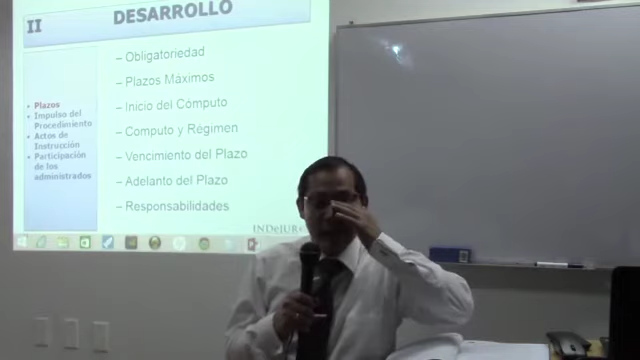 II
DESARROLLO
• Plazos
• Impulso del
Procedimiento
• Actos de
Instrucción
• Participación
de los
administrados
– Obligatoriedad
– Plazos Máximos
– Inicio del Cómputo
– Computo y Régimen
– Vencimiento del Plazo
– Adelanto del Plazo
– Responsabilidades
INDeJUR